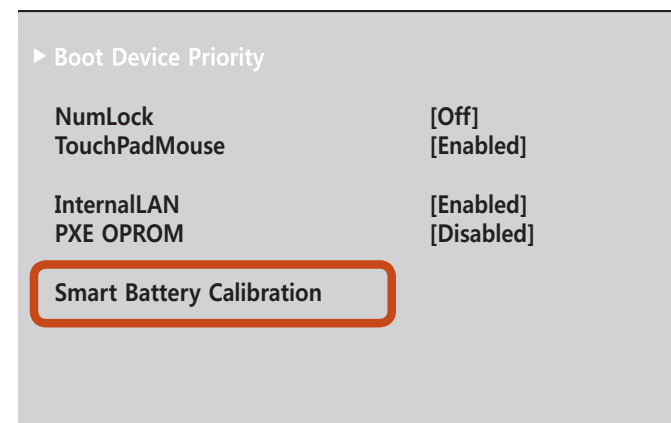 ▶ Boot Device Priority
NumLock [Off]
TouchPadMouse [Enabled]
InternalLAN [Enabled]
PXE OPROM [Disabled]
Smart Battery Calibration